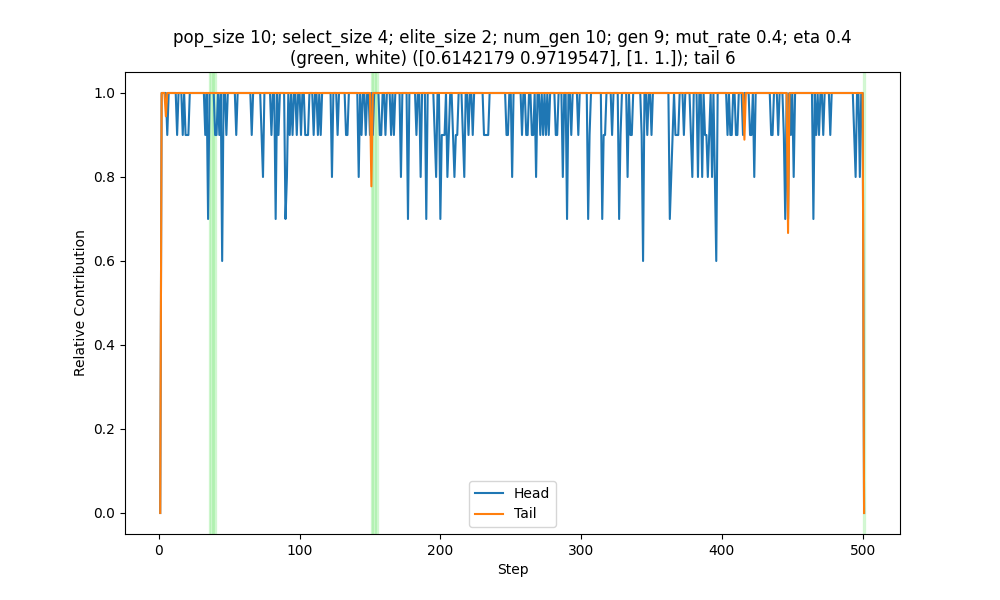 pop_size 10; select_size 4; elite_size 2; num_gen 10; gen 9; mut_rate 0.4; eta 0.4
(green, white) ([0.6142179 0.9719547], [1. 1.]); tail 6
Relative Contribution
1.0
0.8
0.6
0.4
0.2
0.0
Head
Tail
0
100
200
300
400
500
Step